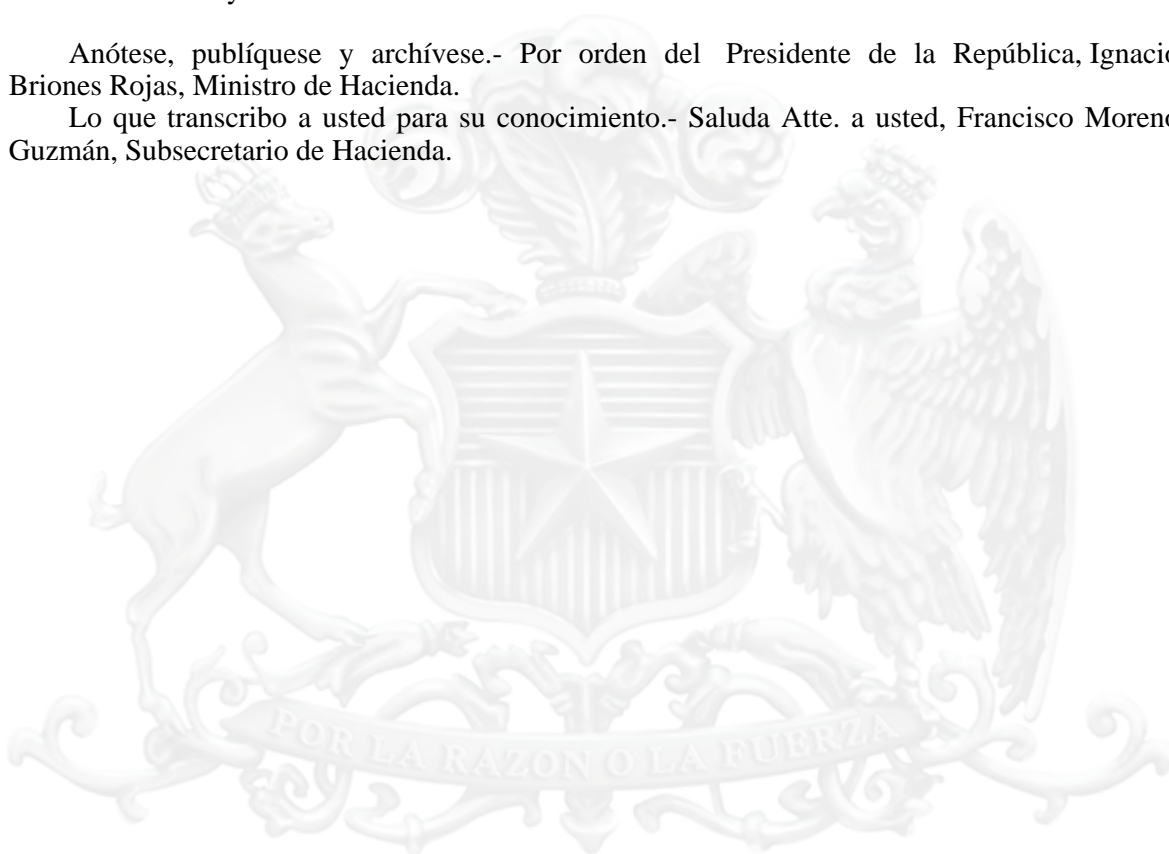 Anótese, publíquese y archívese.- Por orden del Presidente de la República, Ignacio
Briones Rojas, Ministro de Hacienda.
Lo que transcribo a usted para su conocimiento.- Saluda Atte. a usted, Francisco Moreno
Guzmán, Subsecretario de Hacienda.
POR LA RAZON O LA FUERZA